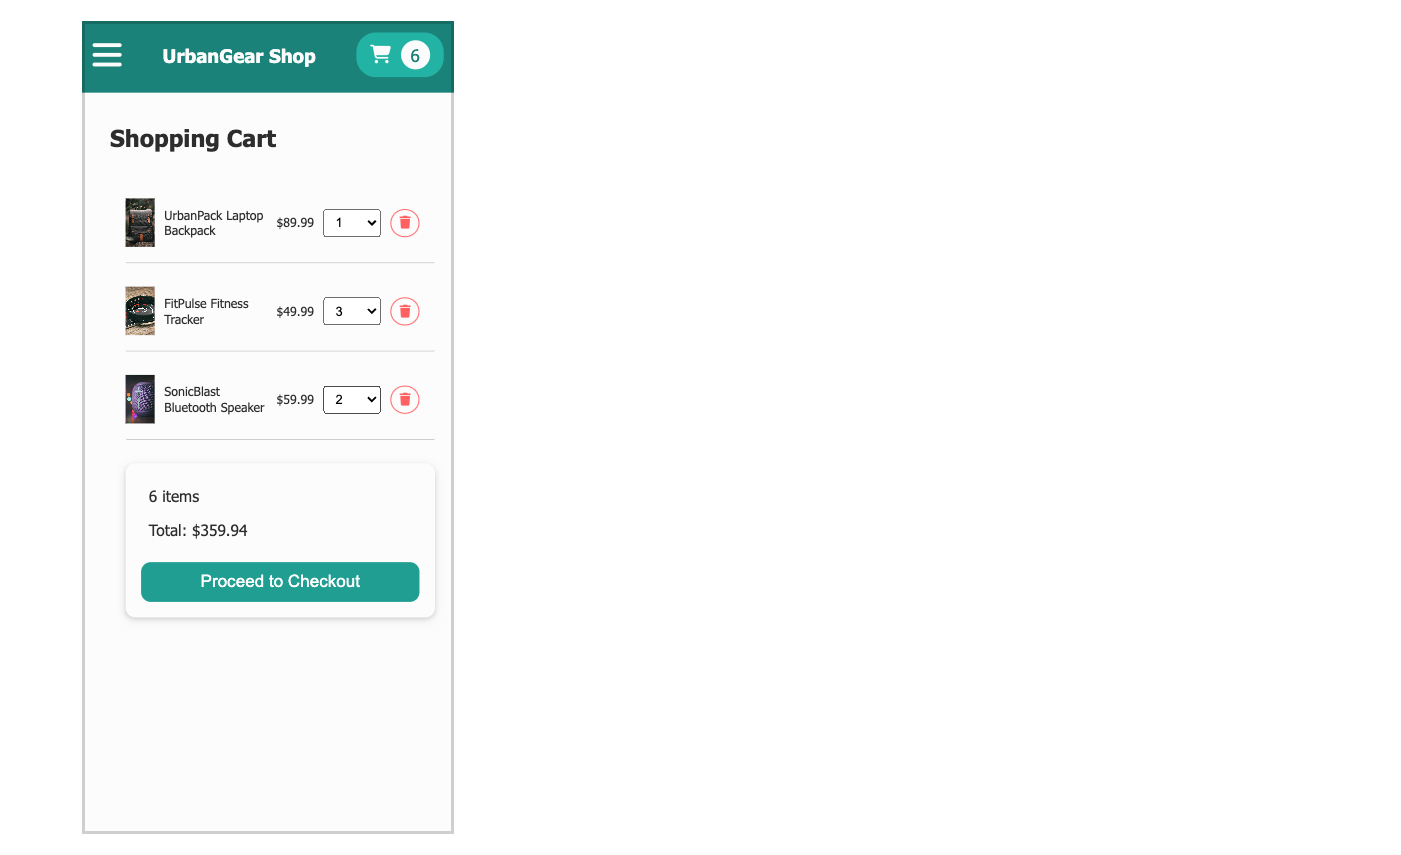 UrbanGear Shop
6
Shopping Cart
UrbanPack Laptop
Backpack
$89.99
1
FitPulse Fitness
Tracker
$49.99
3
SonicBlast
Bluetooth Speaker
$59.99
2
6 items
Total: $359.94
Proceed to Checkout